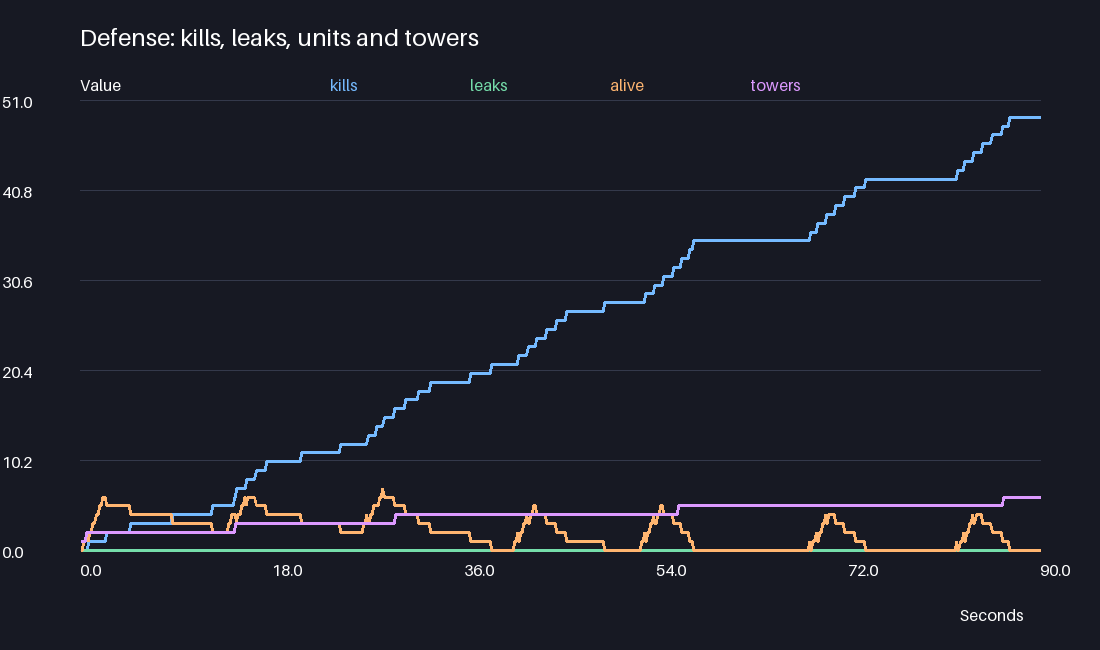 Defense: kills, leaks, units and towers
Value kills leaks alive towers
51.0
40.8
30.6
20.4
10.2
0.0
0.0 18.0 36.0 54.0 72.0 90.0
Seconds